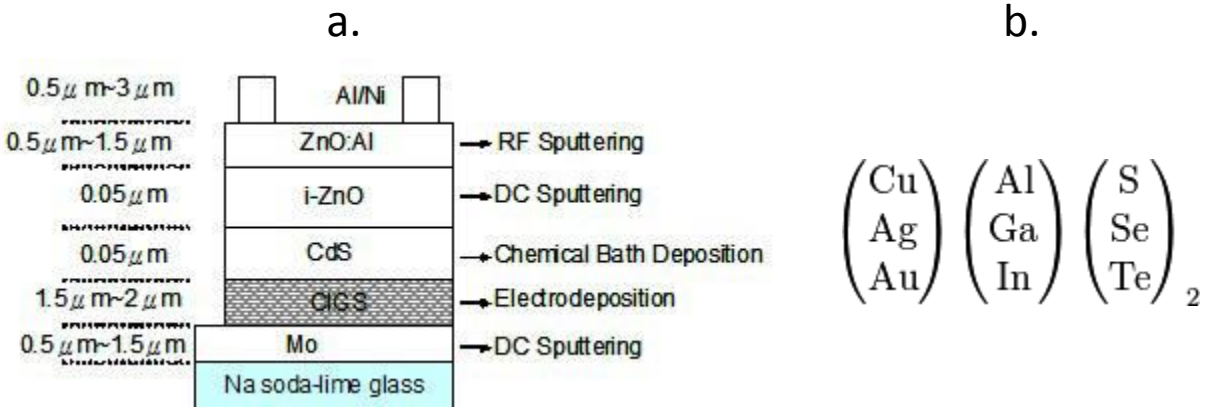 a.
b.
0.5μm~3μm
Al/Ni
0.5μm~1.5μm
ZnO:Al
RF Sputtering
0.05μm
i-ZnO
DC Sputtering
0.05μm
CdS
Chemical Bath Deposition
1.5μm~2μm
CIGS
Electrodeposition
0.5μm~1.5μm
Mo
DC Sputtering
Na soda-lime glass
Cu Al S
Ag Ga Se
Au In Te
2